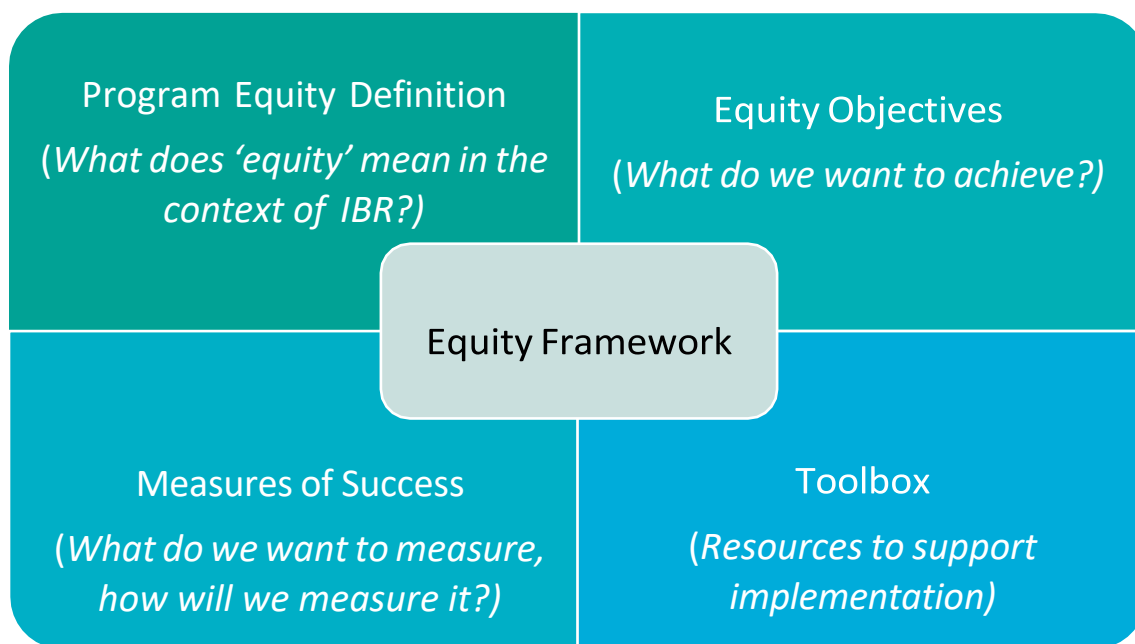 Program Equity Definition
(What does ‘equity’ mean in the
context of IBR?)
Equity Objectives
(What do we want to achieve?)
Equity Framework
Measures of Success
(What do we want to measure,
how will we measure it?)
Toolbox
(Resources to support
implementation)